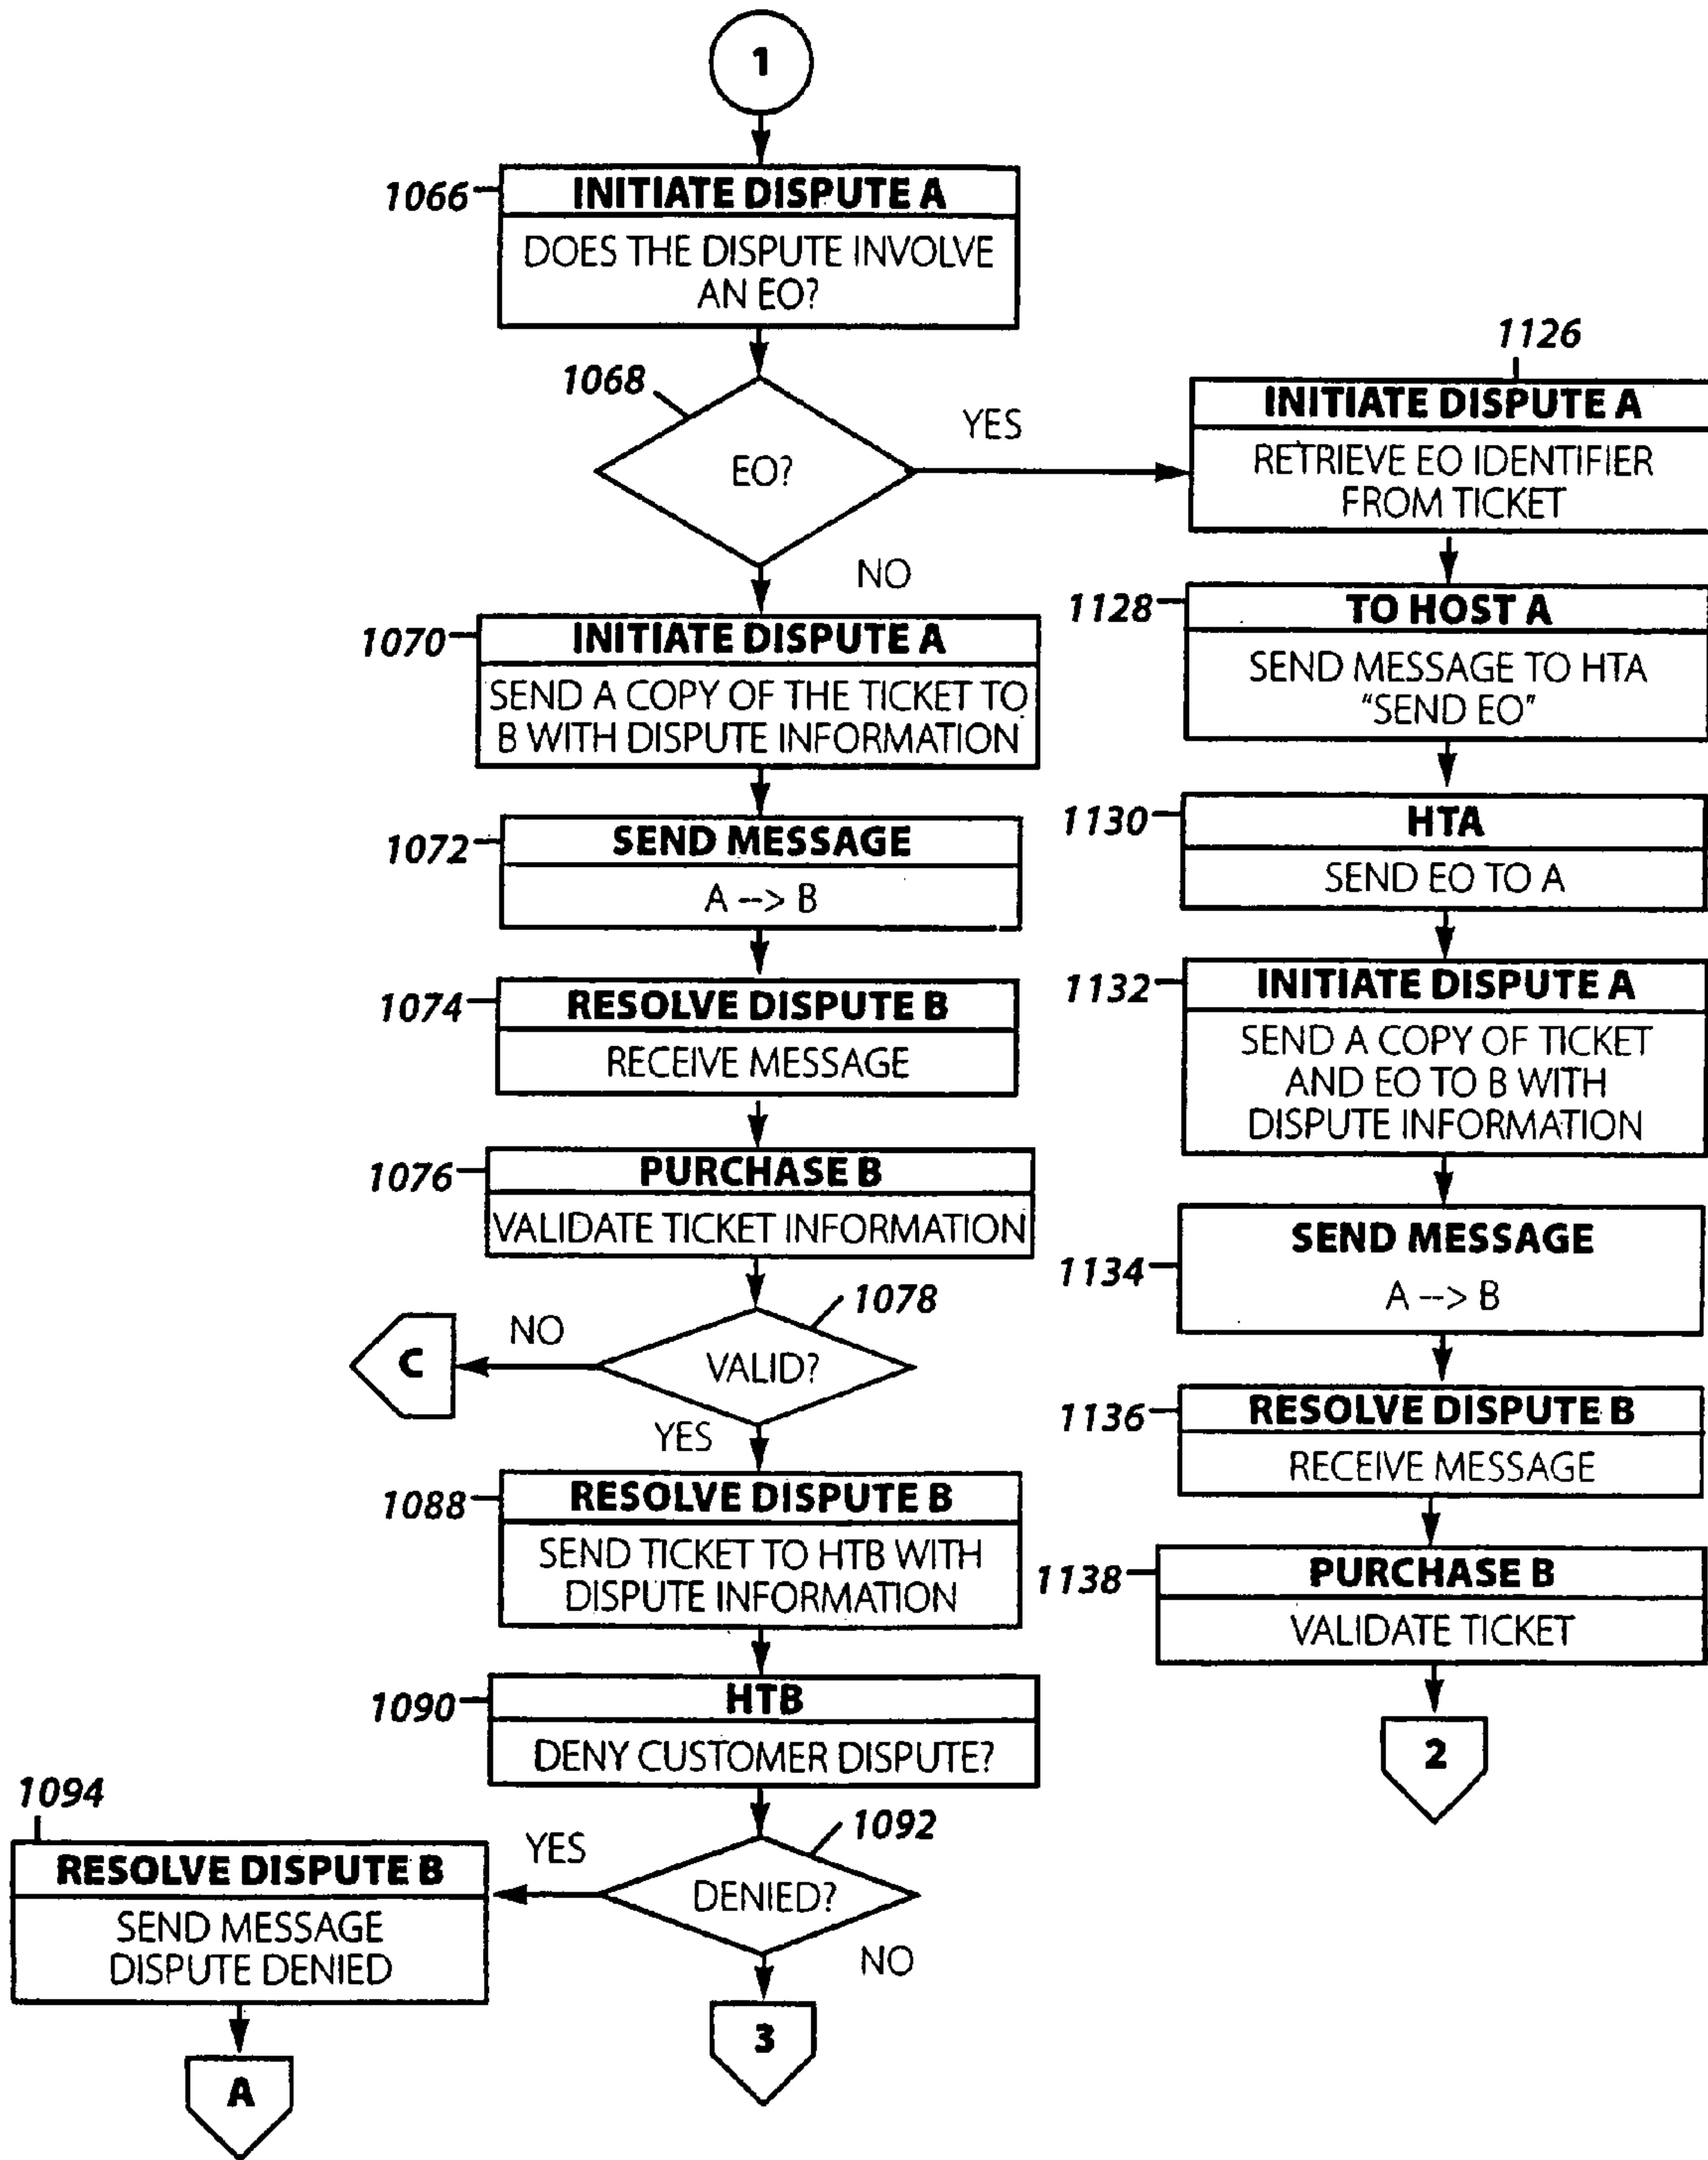 1
1066
INITIATE DISPUTE A
DOES THE DISPUTE INVOLVE
AN EO?
1068
EO?
YES
NO
1070
INITIATE DISPUTE A
SEND A COPY OF THE TICKET TO
B WITH DISPUTE INFORMATION
1072
SEND MESSAGE
A --> B
1074
RESOLVE DISPUTE B
RECEIVE MESSAGE
1076
PURCHASE B
VALIDATE TICKET INFORMATION
1078
VALID?
NO
C
YES
1088
RESOLVE DISPUTE B
SEND TICKET TO HTB WITH
DISPUTE INFORMATION
1090
HTB
DENY CUSTOMER DISPUTE?
1092
DENIED?
YES
NO
3
1094
RESOLVE DISPUTE B
SEND MESSAGE
DISPUTE DENIED
A
1126
INITIATE DISPUTE A
RETRIEVE EO IDENTIFIER
FROM TICKET
1128
TO HOST A
SEND MESSAGE TO HTA
“SEND EO”
1130
HTA
SEND EO TO A
1132
INITIATE DISPUTE A
SEND A COPY OF TICKET
AND EO TO B WITH
DISPUTE INFORMATION
1134
SEND MESSAGE
A --> B
1136
RESOLVE DISPUTE B
RECEIVE MESSAGE
1138
PURCHASE B
VALIDATE TICKET
2